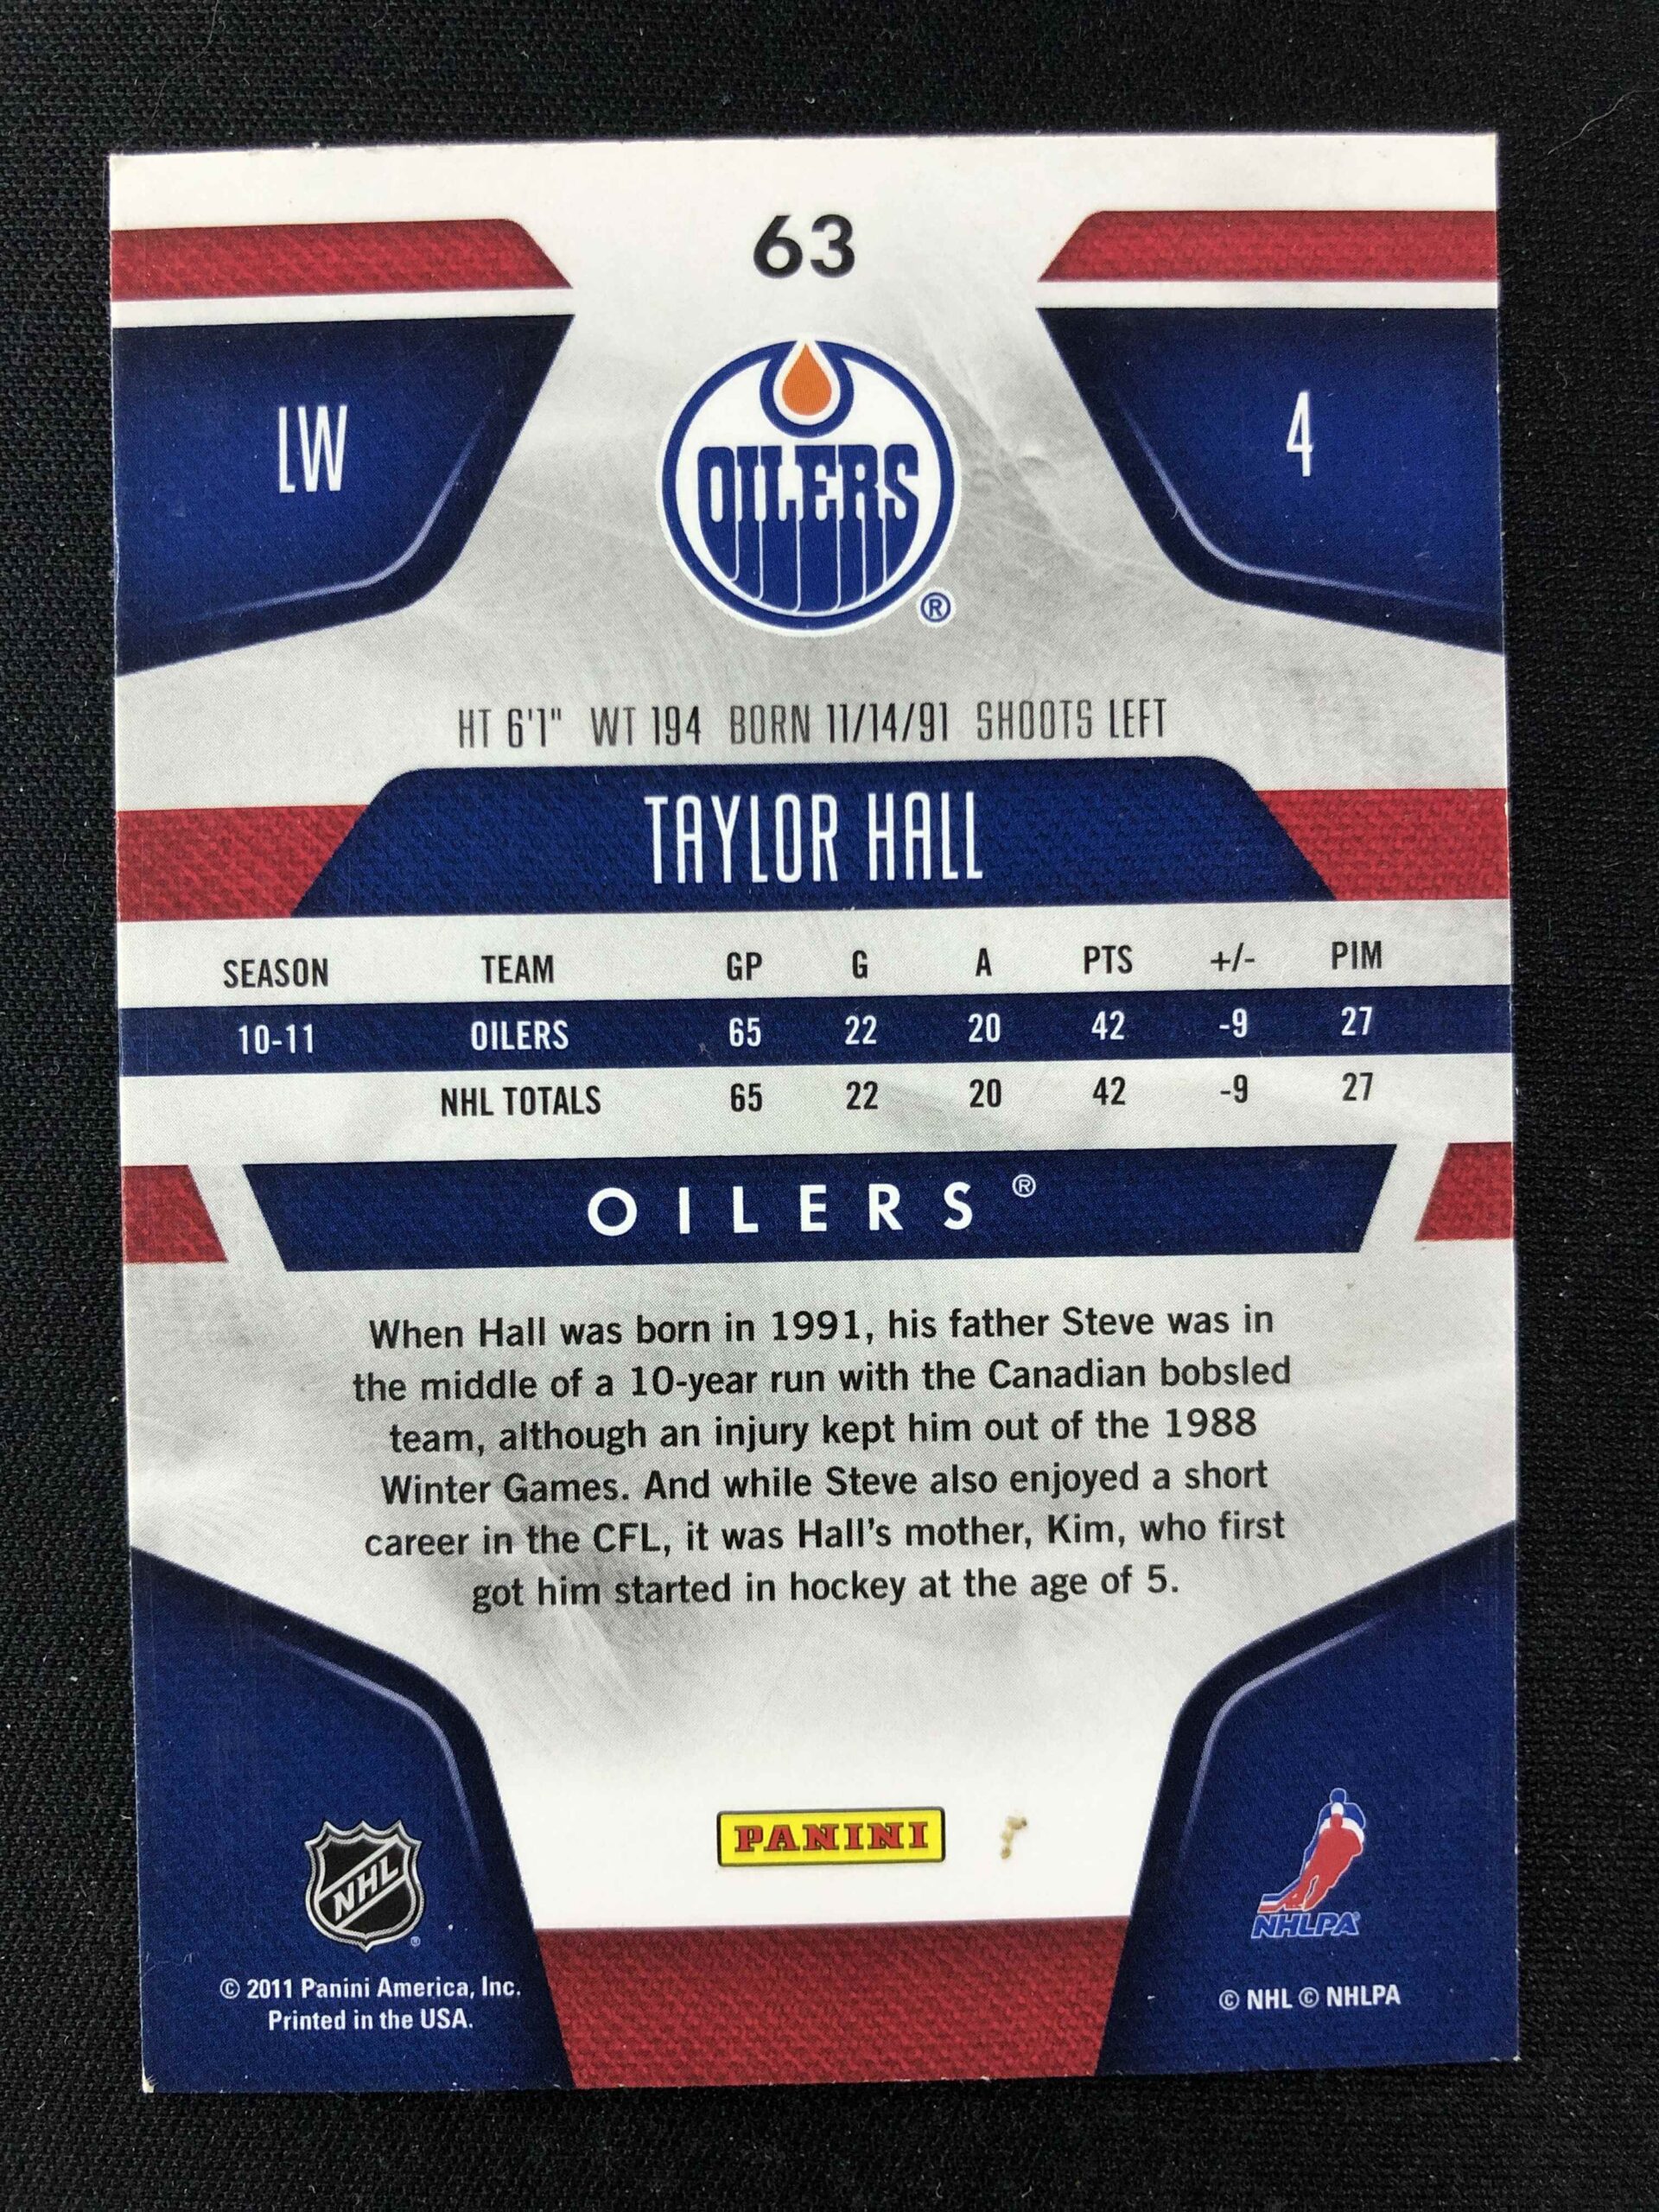 63
LW
4
OILERS ®
HT 6'1" WT 194 BORN 11/14/91 SHOOTS LEFT
TAYLOR HALL
SEASON TEAM GP G A PTS +/- PIM
10-11 OILERS 65 22 20 42 -9 27
NHL TOTALS 65 22 20 42 -9 27
OILERS®
When Hall was born in 1991, his father Steve was in
the middle of a 10-year run with the Canadian bobsled
team, although an injury kept him out of the 1988
Winter Games. And while Steve also enjoyed a short
career in the CFL, it was Hall's mother, Kim, who first
got him started in hockey at the age of 5.
PANINI
NHL®
NHLPA®
© 2011 Panini America, Inc.
Printed in the USA.
© NHL © NHLPA